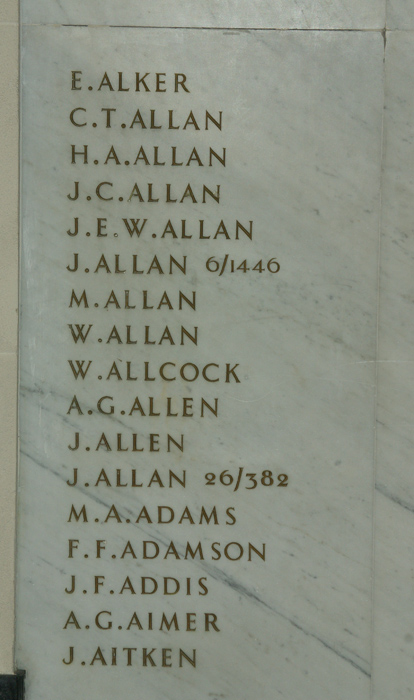 E.ALKER
C.T.ALLAN
H.A.ALLAN
J.C.ALLAN
J.E.W.ALLAN
J.ALLAN 6/1446
M.ALLAN
W.ALLAN
W.ALLCOCK
A.G.ALLEN
J.ALLEN
J.ALLAN 26/382
M.A.ADAMS
F.F.ADAMSON
J.F.ADDIS
A.G.AIMER
J.AITKEN